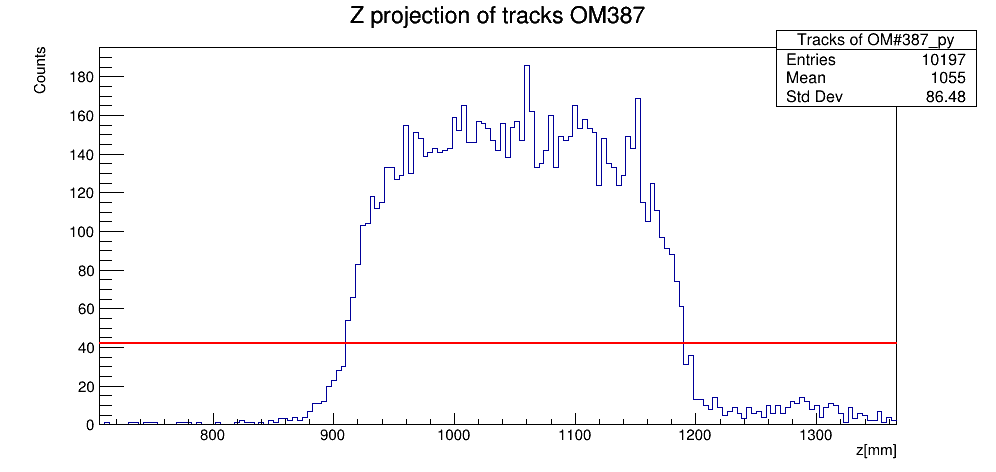 Z projection of tracks OM387
Tracks of OM#387_py
Entries 10197
Mean 1055
Std Dev 86.48
Counts
180
160
140
120
100
80
60
40
20
0
800 900 1000 1100 1200 1300
z[mm]